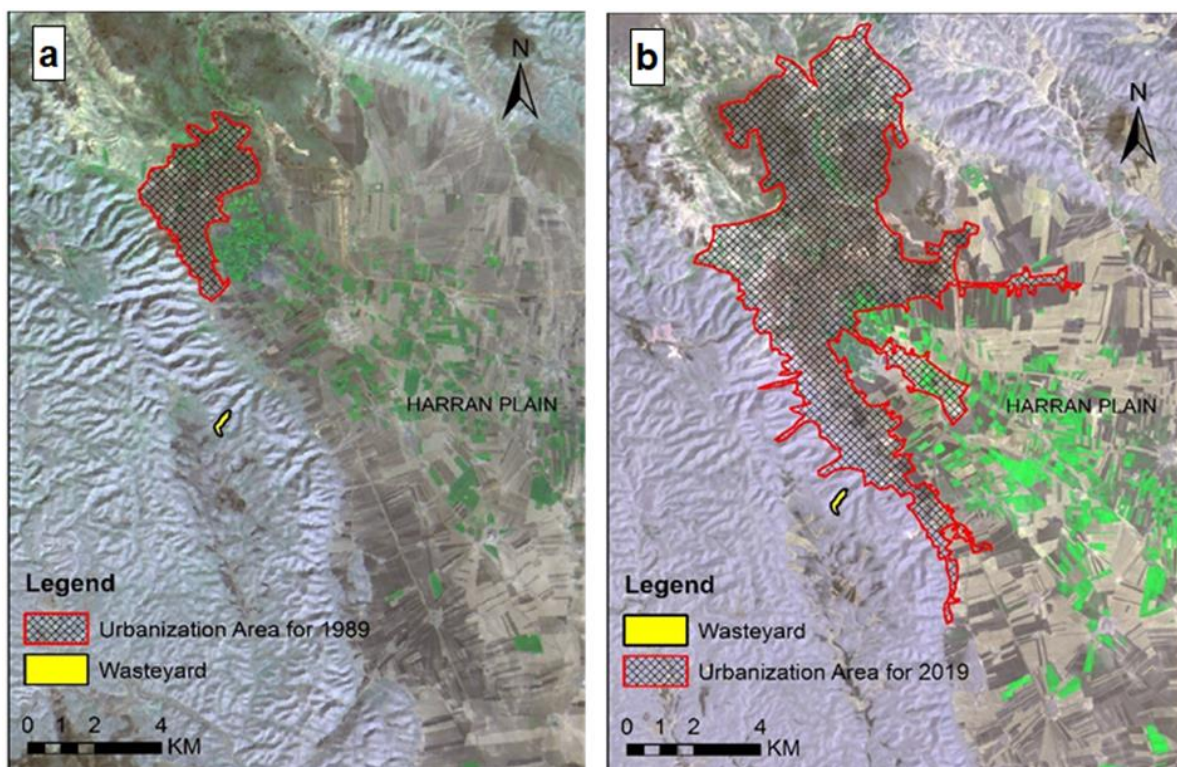 a
N
HARRAN PLAIN
Legend
Urbanization Area for 1989
Wasteyard
0 1 2 4
KM
b
N
HARRAN PLAIN
Legend
Wasteyard
Urbanization Area for 2019
0 1 2 4
KM